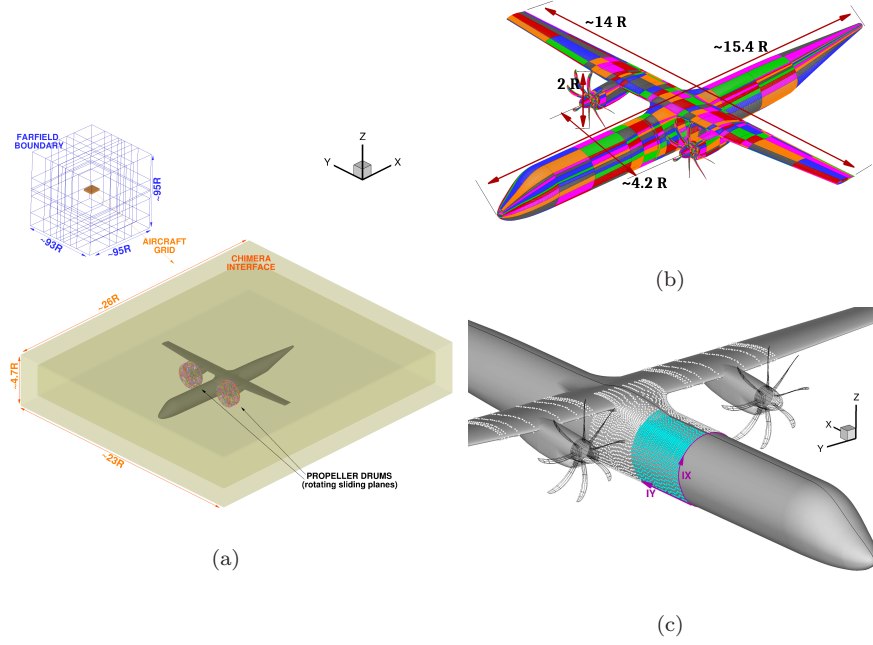 FARFIELD
BOUNDARY
~95R
~93R
~95R
Z
Y
X
AIRCRAFT
GRID
CHIMERA
INTERFACE
~26R
~4.7R
~23R
PROPELLER DRUMS
(rotating sliding planes)
(a)
~14 R
~15.4 R
2 R
~4.2 R
(b)
Z
X
Y
IX
IY
(c)